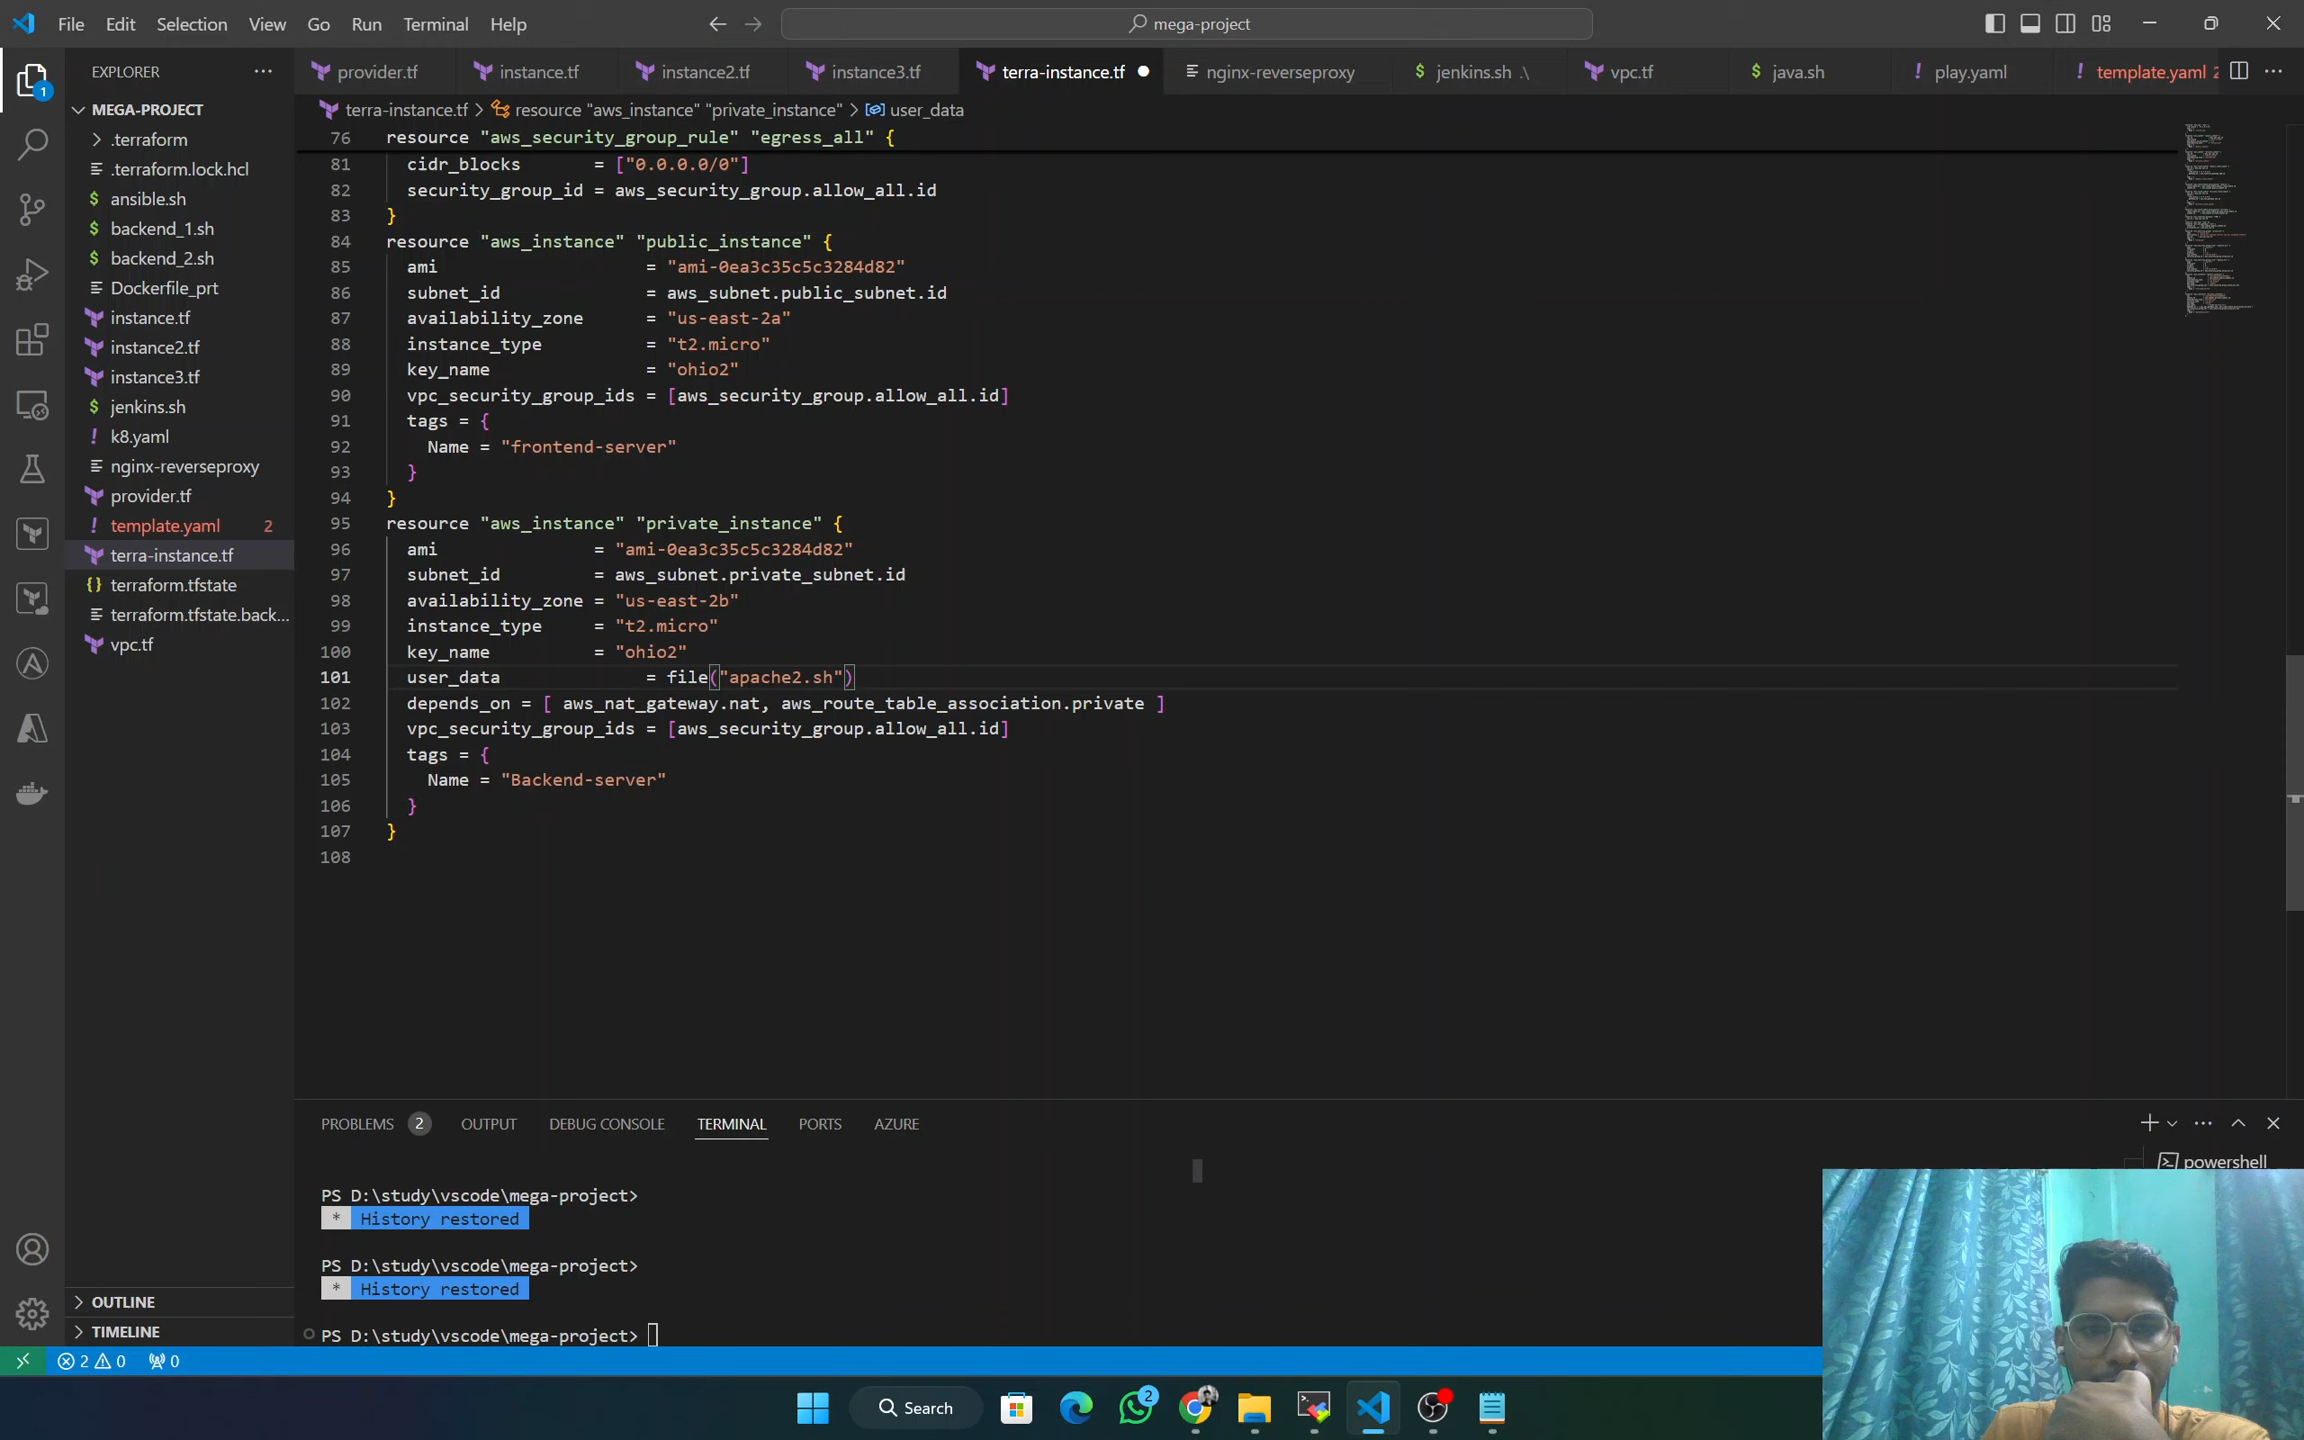 File Edit Selection View Go Run Terminal Help
mega-project
EXPLORER
provider.tf
instance.tf
instance2.tf
instance3.tf
terra-instance.tf
nginx-reverseproxy
jenkins.sh .\
vpc.tf
java.sh
play.yaml
template.yaml 2
1
MEGA-PROJECT
.terraform
.terraform.lock.hcl
ansible.sh
backend_1.sh
backend_2.sh
Dockerfile_prt
instance.tf
instance2.tf
instance3.tf
jenkins.sh
k8.yaml
nginx-reverseproxy
provider.tf
template.yaml 2
terra-instance.tf
terraform.tfstate
terraform.tfstate.back...
vpc.tf
OUTLINE
TIMELINE
terra-instance.tf > resource "aws_instance" "private_instance" > user_data
76 resource "aws_security_group_rule" "egress_all" {
81 cidr_blocks = ["0.0.0.0/0"]
82 security_group_id = aws_security_group.allow_all.id
83 }
84 resource "aws_instance" "public_instance" {
85 ami = "ami-0ea3c35c5c3284d82"
86 subnet_id = aws_subnet.public_subnet.id
87 availability_zone = "us-east-2a"
88 instance_type = "t2.micro"
89 key_name = "ohio2"
90 vpc_security_group_ids = [aws_security_group.allow_all.id]
91 tags = {
92 Name = "frontend-server"
93 }
94 }
95 resource "aws_instance" "private_instance" {
96 ami = "ami-0ea3c35c5c3284d82"
97 subnet_id = aws_subnet.private_subnet.id
98 availability_zone = "us-east-2b"
99 instance_type = "t2.micro"
100 key_name = "ohio2"
101 user_data = file("apache2.sh")
102 depends_on = [ aws_nat_gateway.nat, aws_route_table_association.private ]
103 vpc_security_group_ids = [aws_security_group.allow_all.id]
104 tags = {
105 Name = "Backend-server"
106 }
107 }
108
PROBLEMS 2 OUTPUT DEBUG CONSOLE TERMINAL PORTS AZURE
powershell
PS D:\study\vscode\mega-project>
* History restored
PS D:\study\vscode\mega-project>
* History restored
PS D:\study\vscode\mega-project>
2 0 0
Search
2